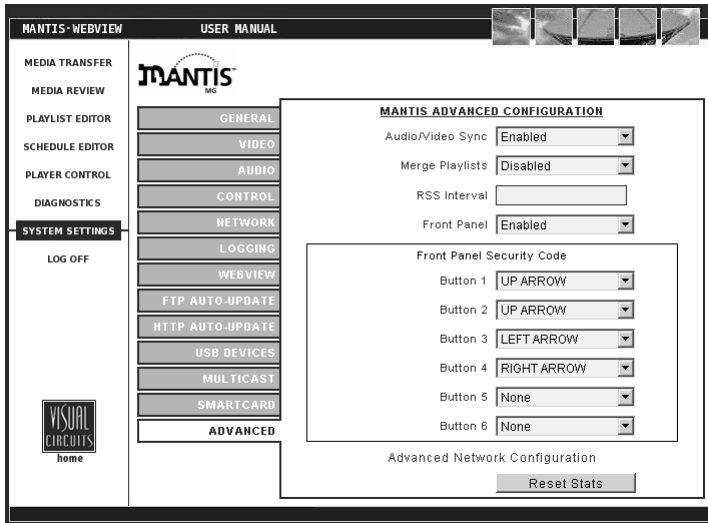 MANTIS-WEBVIEW USER MANUAL
MEDIA TRANSFER
MEDIA REVIEW
PLAYLIST EDITOR
SCHEDULE EDITOR
PLAYER CONTROL
DIAGNOSTICS
SYSTEM SETTINGS
LOG OFF
VISUAL
CIRCUITS
home
MANTIS
MG
GENERAL
VIDEO
AUDIO
CONTROL
NETWORK
LOGGING
WEBVIEW
FTP AUTO-UPDATE
HTTP AUTO-UPDATE
USB DEVICES
MULTICAST
SMARTCARD
ADVANCED
MANTIS ADVANCED CONFIGURATION
Audio/Video Sync Enabled
Merge Playlists Disabled
RSS Interval
Front Panel Enabled
Front Panel Security Code
Button 1 UP ARROW
Button 2 UP ARROW
Button 3 LEFT ARROW
Button 4 RIGHT ARROW
Button 5 None
Button 6 None
Advanced Network Configuration
Reset Stats